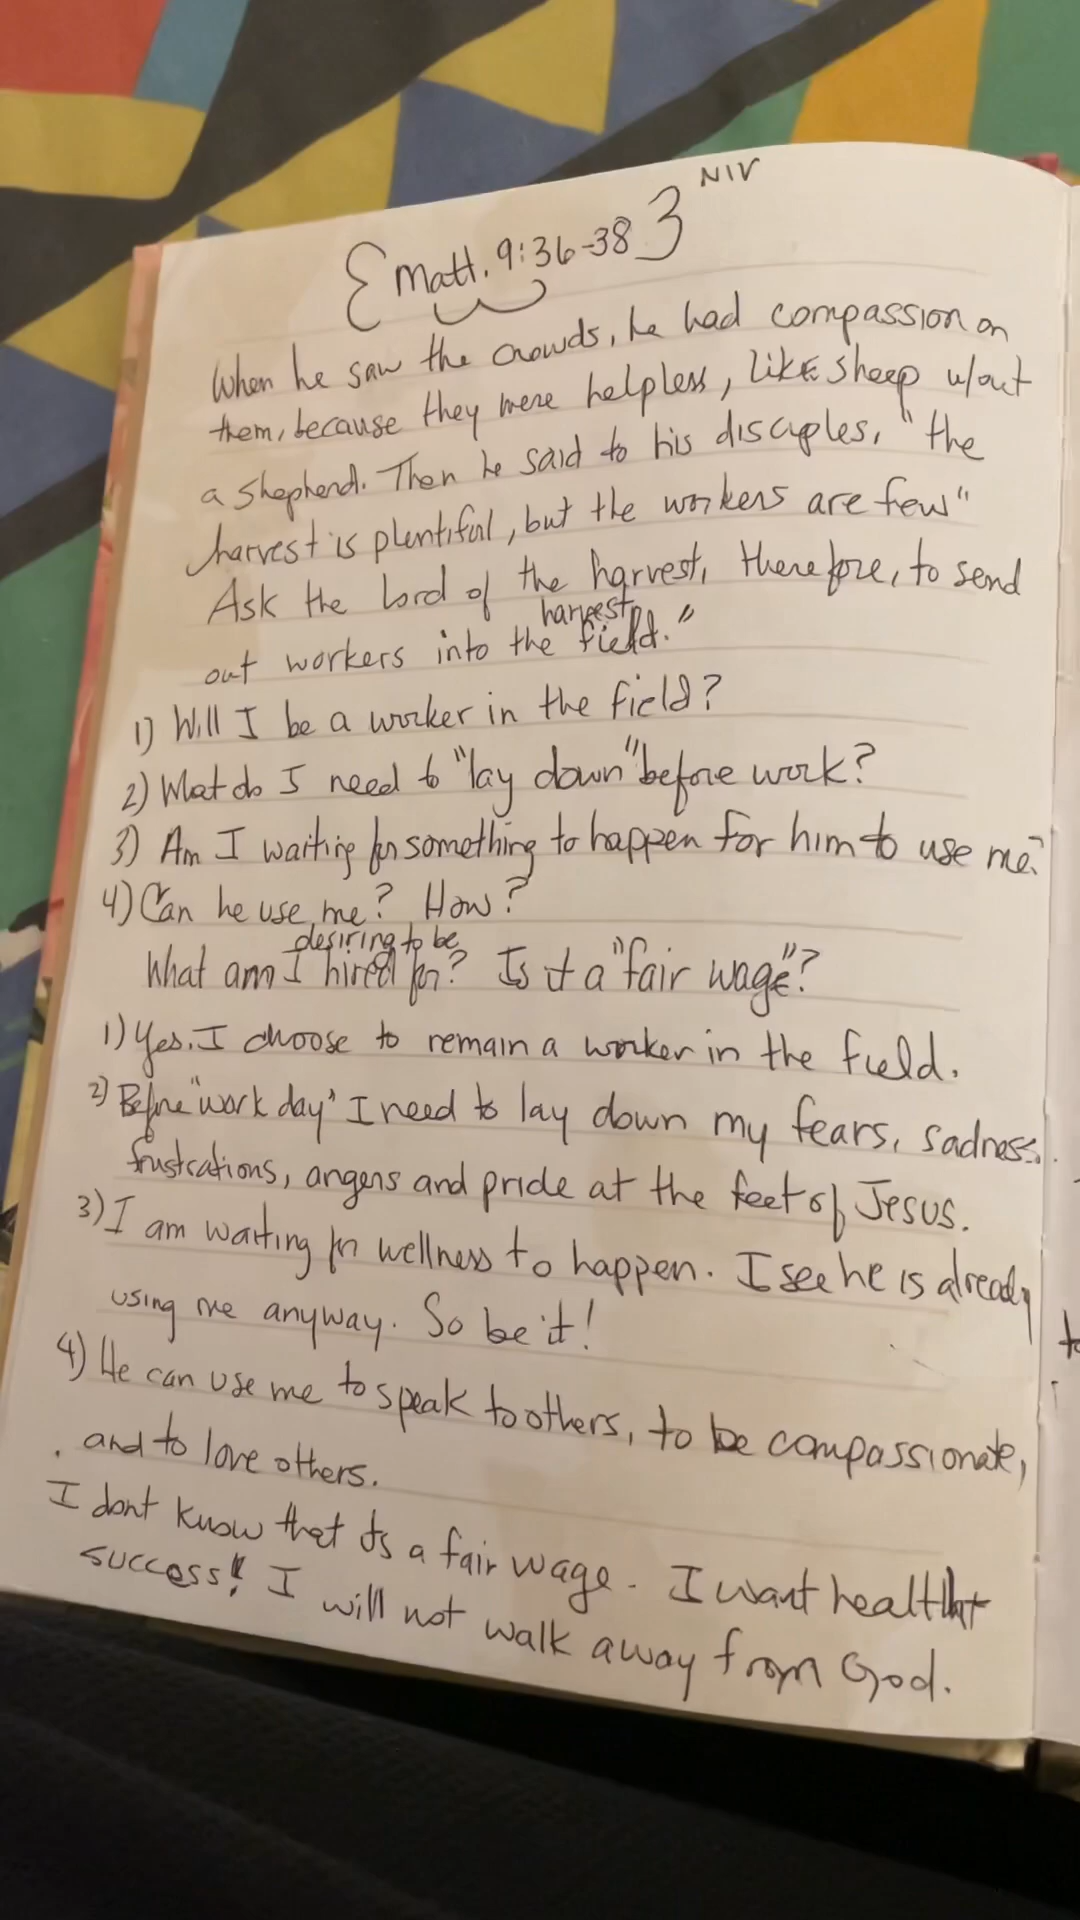 NIV
{ Matt. 9:36-38 }
When he saw the crowds, he had compassion on
them, because they were helpless, like sheep w/out
a shepherd. Then he said to his disciples, "the
harvest is plentiful, but the workers are few"
Ask the Lord of the harvest, therefore, to send
out workers into the harvest field."
1) Will I be a worker in the field?
2) What do I need to "lay down" before work?
3) Am I waiting for something to happen for him to use me?
4) Can he use me? How?
What am I desiring to be hired for? Is it a "fair wage"?
1) Yes. I choose to remain a worker in the field.
2) Before "work day" I need to lay down my fears, sadness,
frustrations, angers and pride at the feet of Jesus.
3) I am waiting for wellness to happen. I see he is already
using me anyway. So be it!
4) He can use me to speak to others, to be compassionate,
and to love others.
I dont know that its a fair wage. I want health +
success! I will not walk away from God.